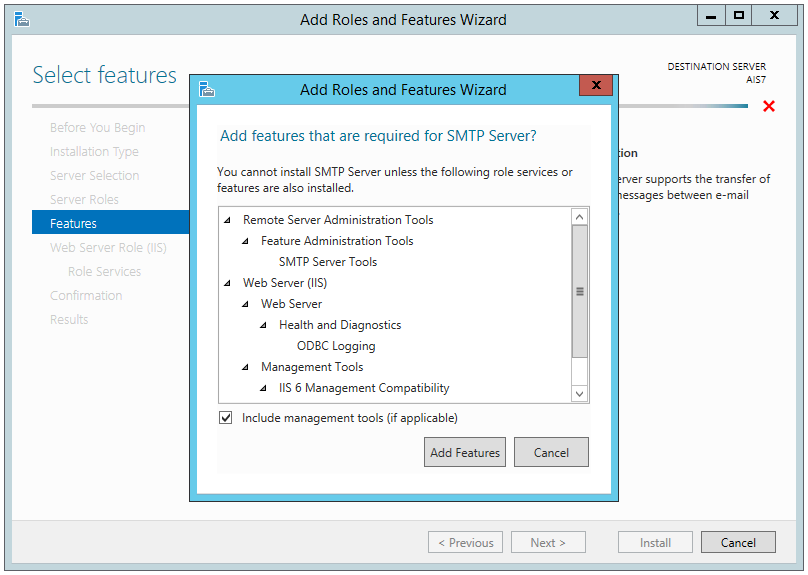 Add Roles and Features Wizard
Select features
DESTINATION SERVER
AIS7
Before You Begin
Installation Type
Server Selection
Server Roles
Features
Web Server Role (IIS)
Role Services
Confirmation
Results
Add Roles and Features Wizard
Add features that are required for SMTP Server?
You cannot install SMTP Server unless the following role services or
features are also installed.
Remote Server Administration Tools
Feature Administration Tools
SMTP Server Tools
Web Server (IIS)
Web Server
Health and Diagnostics
ODBC Logging
Management Tools
IIS 6 Management Compatibility
Include management tools (if applicable)
Add Features
Cancel
tion
erver supports the transfer of
nessages between e-mail
< Previous
Next >
Install
Cancel